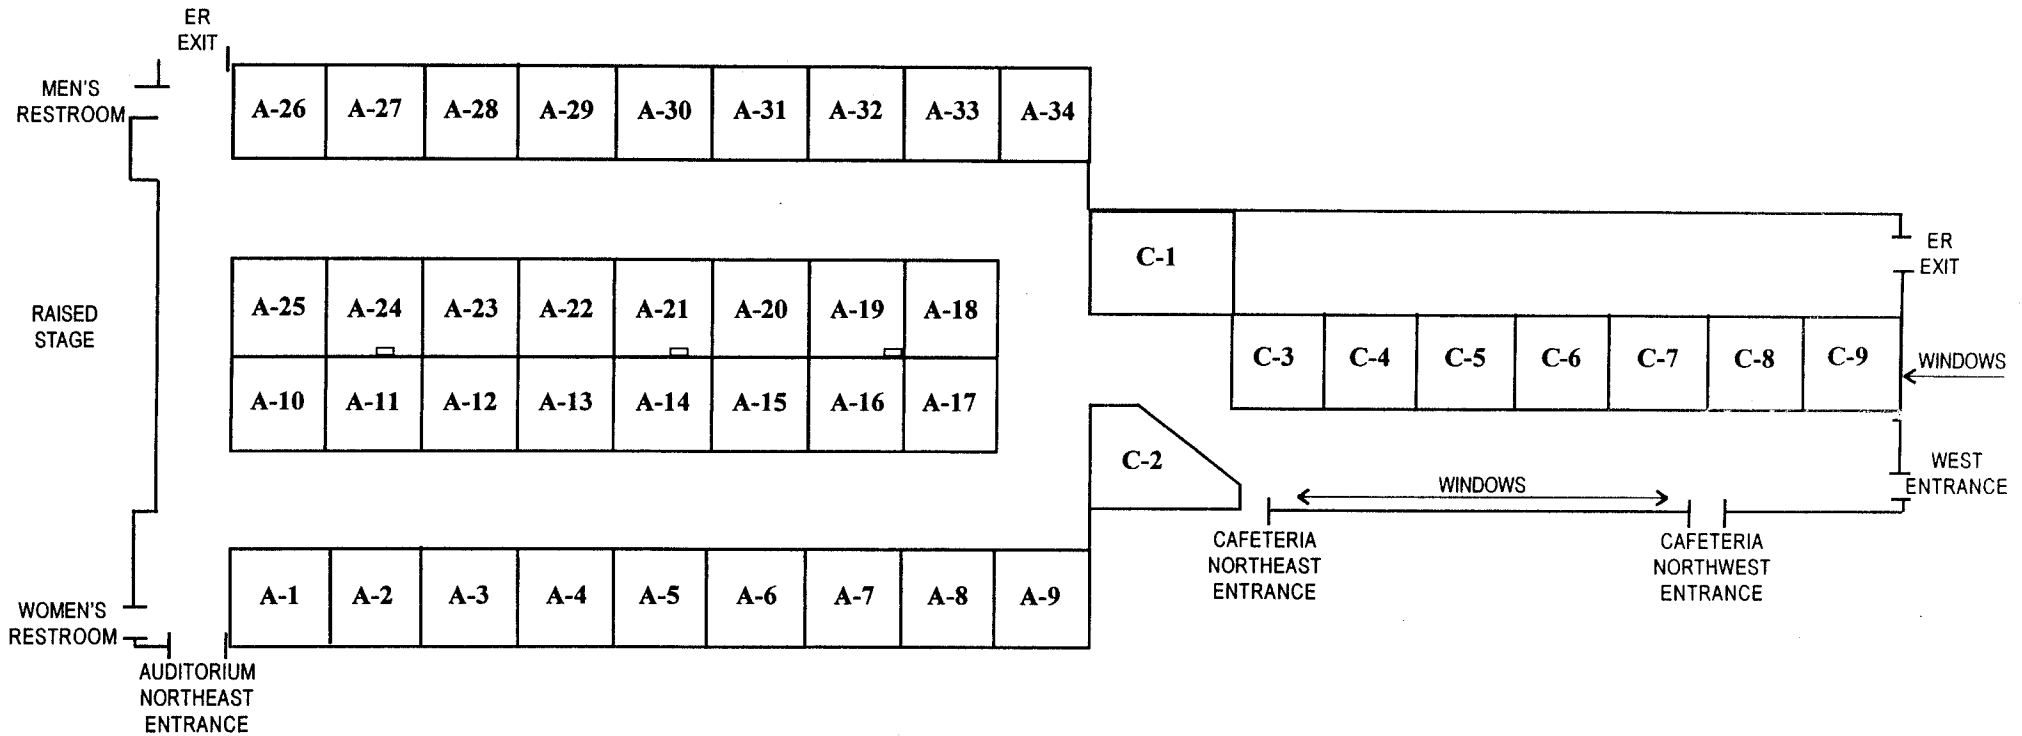 ER
EXIT
MEN'S
RESTROOM
A-26 A-27 A-28 A-29 A-30 A-31 A-32 A-33 A-34
C-1
ER
EXIT
RAISED
STAGE
A-25 A-24 A-23 A-22 A-21 A-20 A-19 A-18
C-3 C-4 C-5 C-6 C-7 C-8 C-9
WINDOWS
A-10 A-11 A-12 A-13 A-14 A-15 A-16 A-17
C-2
WINDOWS
WEST
ENTRANCE
CAFETERIA
NORTHEAST
ENTRANCE
CAFETERIA
NORTHWEST
ENTRANCE
A-1 A-2 A-3 A-4 A-5 A-6 A-7 A-8 A-9
WOMEN'S
RESTROOM
AUDITORIUM
NORTHEAST
ENTRANCE